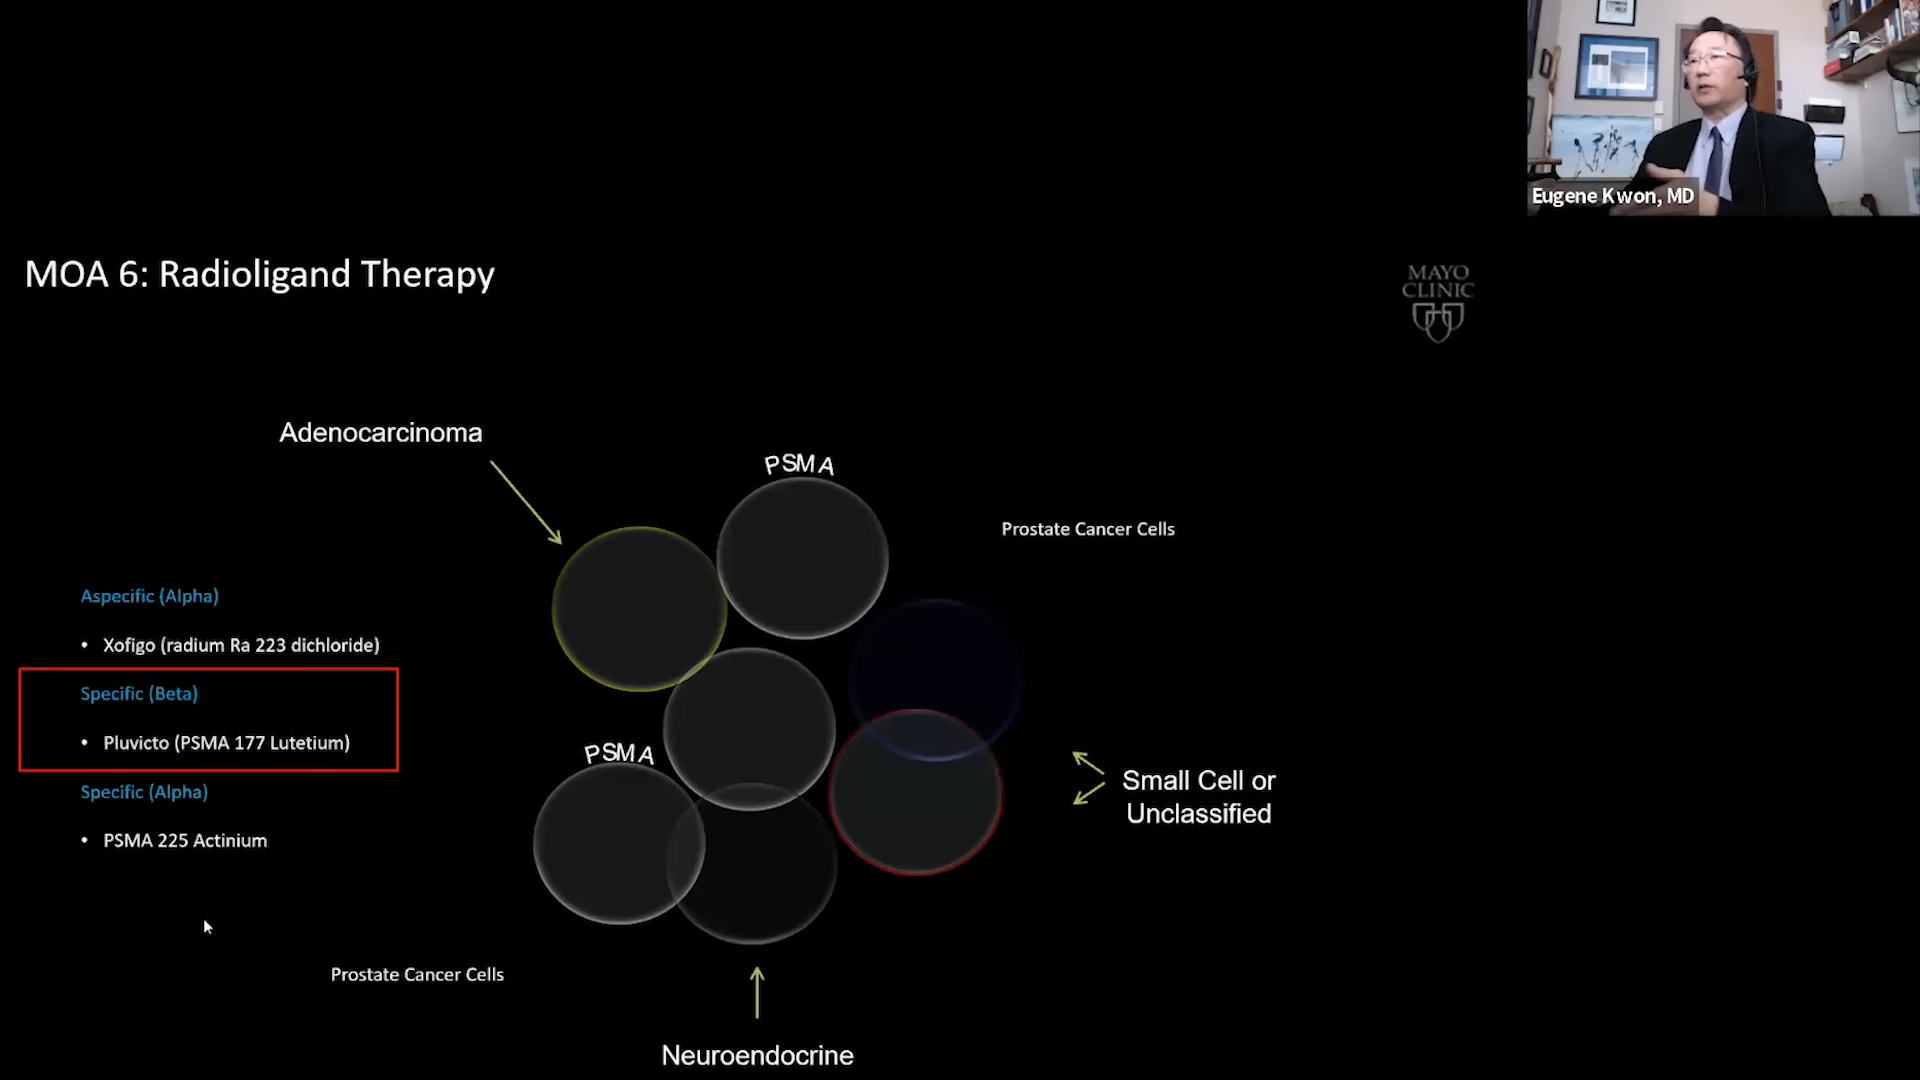 Eugene Kwon, MD
MOA 6: Radioligand Therapy
MAYO
CLINIC
Adenocarcinoma
PSMA
Prostate Cancer Cells
Aspecific (Alpha)
• Xofigo (radium Ra 223 dichloride)
Specific (Beta)
• Pluvicto (PSMA 177 Lutetium)
Specific (Alpha)
• PSMA 225 Actinium
PSMA
Small Cell or
Unclassified
Prostate Cancer Cells
Neuroendocrine